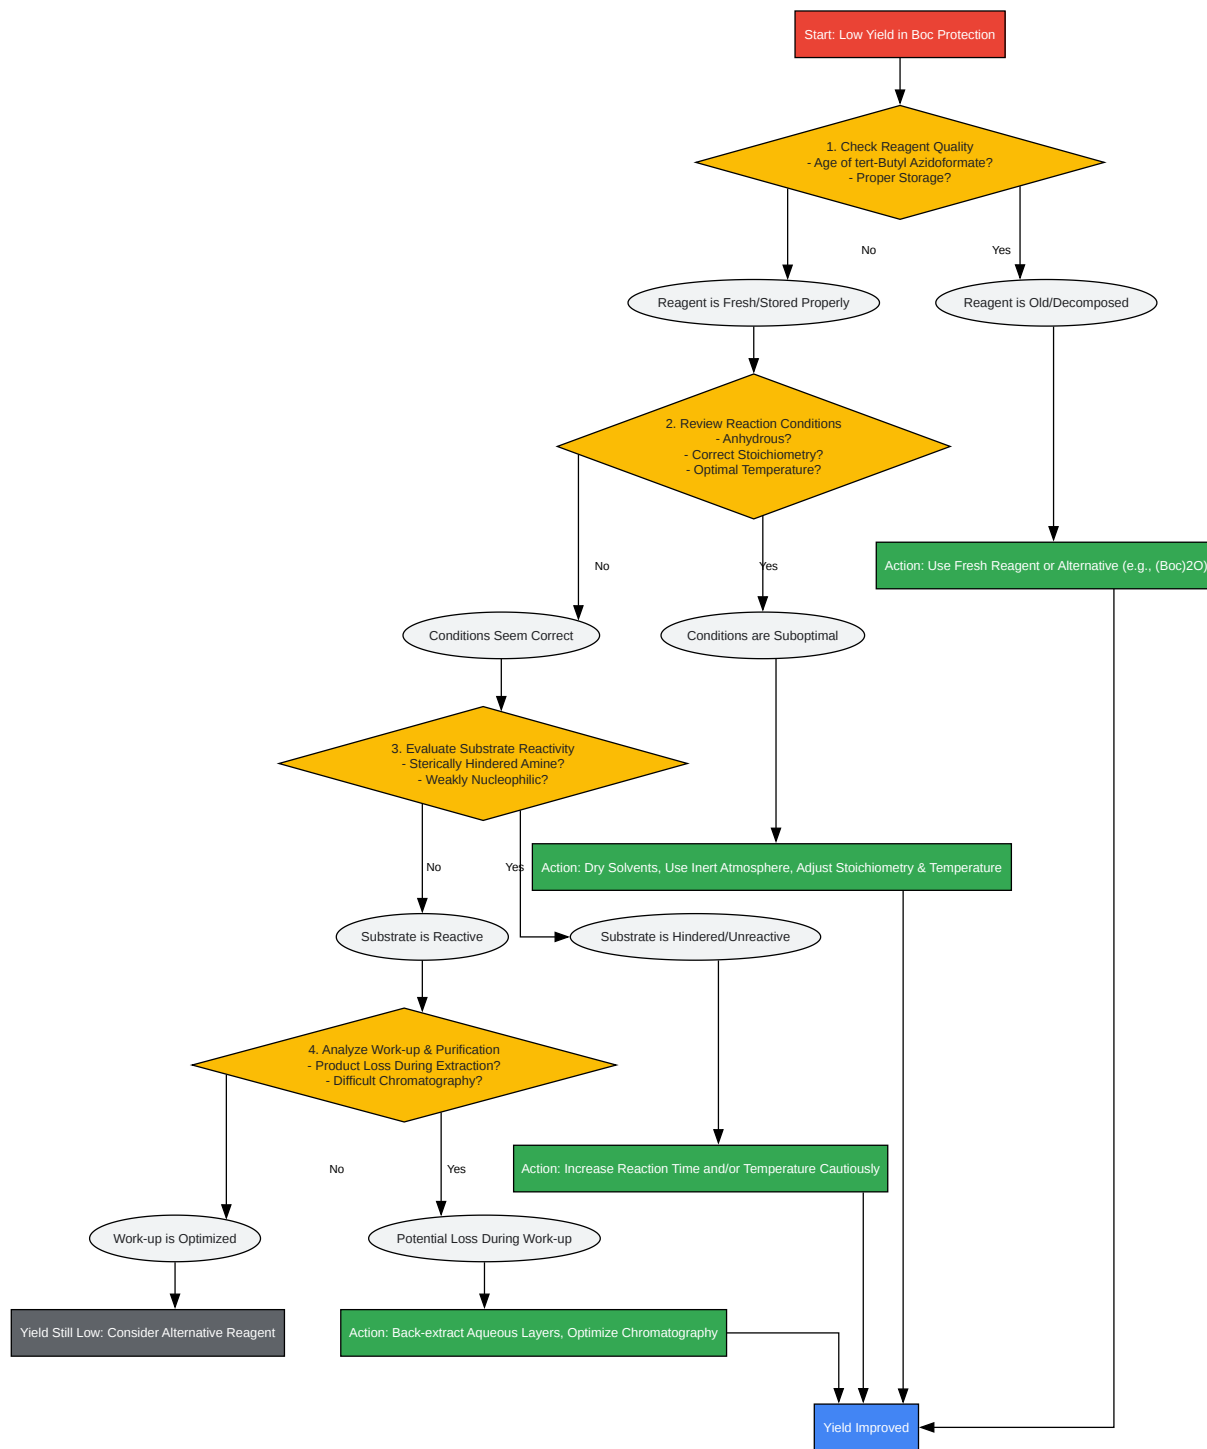 Start: Low Yield in Boc Protection
1. Check Reagent Quality
- Age of tert-Butyl Azidoformate?
- Proper Storage?
No
Yes
Reagent is Fresh/Stored Properly
Reagent is Old/Decomposed
2. Review Reaction Conditions
- Anhydrous?
- Correct Stoichiometry?
- Optimal Temperature?
No
Yes
Action: Use Fresh Reagent or Alternative (e.g., (Boc)2O)
Conditions Seem Correct
Conditions are Suboptimal
3. Evaluate Substrate Reactivity
- Sterically Hindered Amine?
- Weakly Nucleophilic?
No
Yes
Action: Dry Solvents, Use Inert Atmosphere, Adjust Stoichiometry & Temperature
Substrate is Reactive
Substrate is Hindered/Unreactive
4. Analyze Work-up & Purification
- Product Loss During Extraction?
- Difficult Chromatography?
No
Yes
Action: Increase Reaction Time and/or Temperature Cautiously
Work-up is Optimized
Potential Loss During Work-up
Yield Still Low: Consider Alternative Reagent
Action: Back-extract Aqueous Layers, Optimize Chromatography
Yield Improved